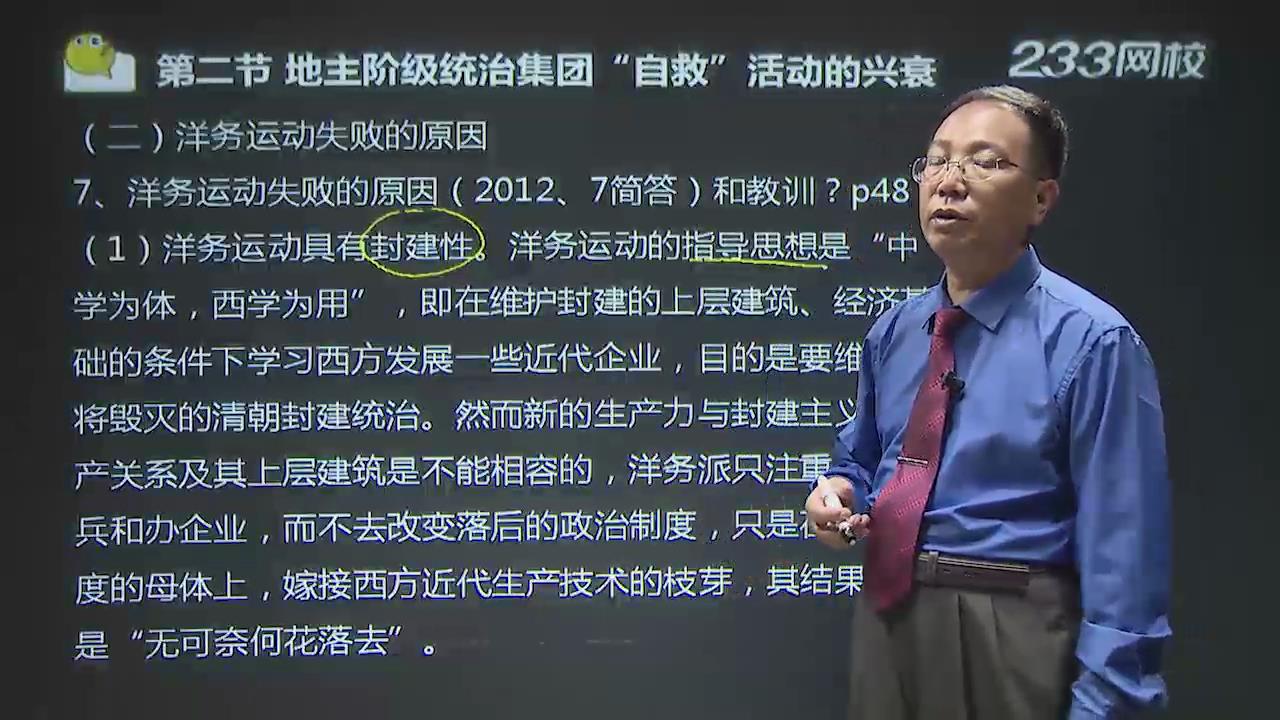 第二节 地主阶级统治集团“自救”活动的兴衰
233网校
（二）洋务运动失败的原因
7、洋务运动失败的原因（2012、7简答）和教训？p48
（1）洋务运动具有封建性。洋务运动的指导思想是“中
学为体，西学为用”，即在维护封建的上层建筑、经济基
础的条件下学习西方发展一些近代企业，目的是要维
将毁灭的清朝封建统治。然而新的生产力与封建主义
产关系及其上层建筑是不能相容的，洋务派只注重
兵和办企业，而不去改变落后的政治制度，只是在
度的母体上，嫁接西方近代生产技术的枝芽，其结果
是“无可奈何花落去”。